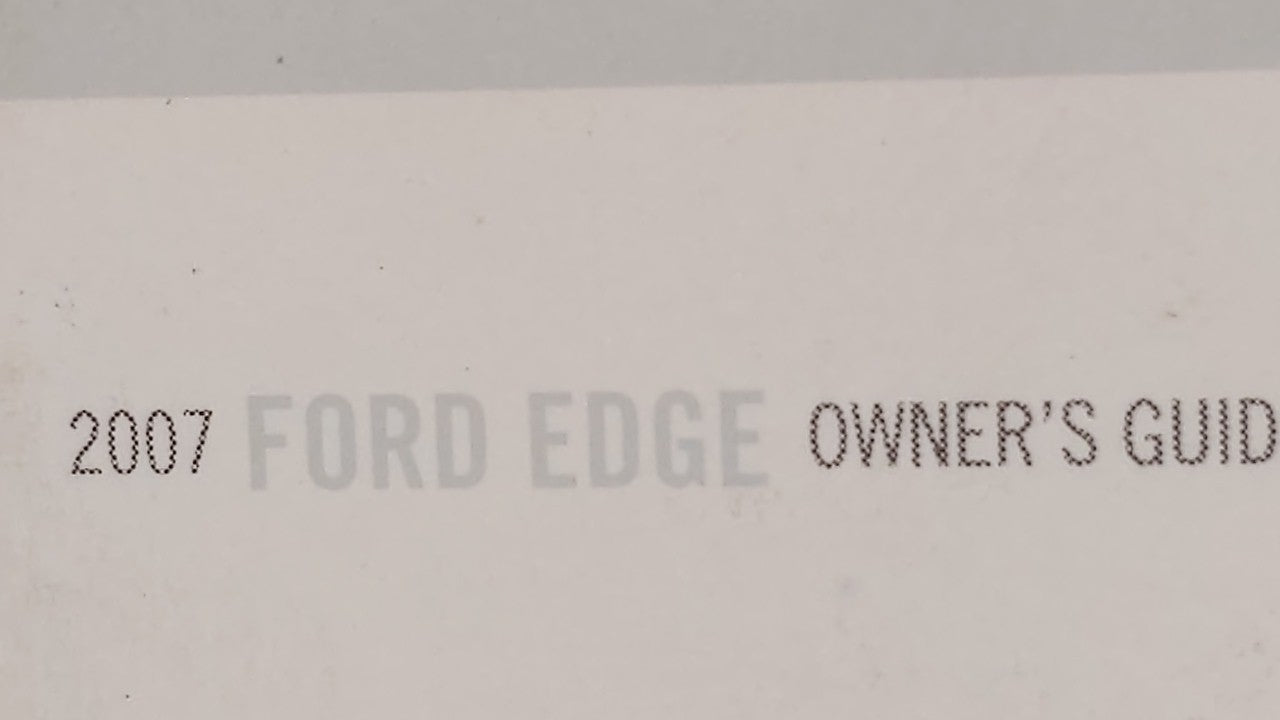 2007 FORD EDGE OWNER'S GUID